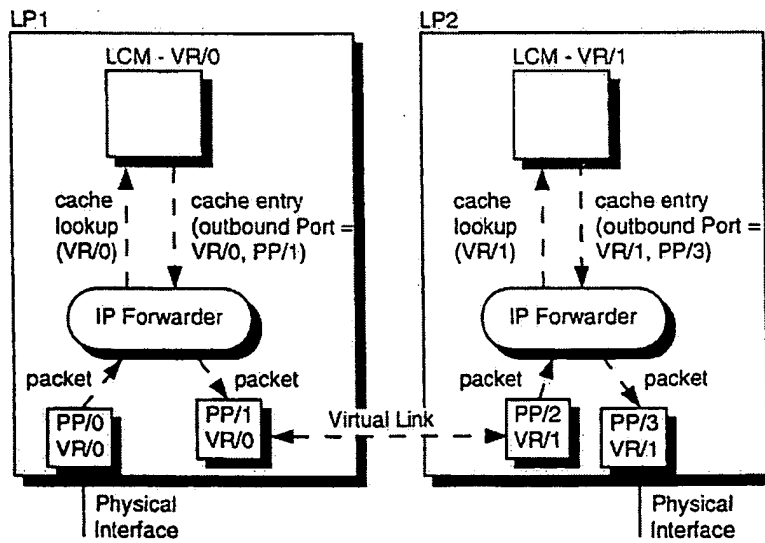 LP1
LCM - VR/0
cache
lookup
(VR/0)
cache entry
(outbound Port =
VR/0, PP/1)
IP Forwarder
packet
packet
PP/0
VR/0
PP/1
VR/0
Physical
Interface
Virtual Link
LP2
LCM - VR/1
cache
lookup
(VR/1)
cache entry
(outbound Port =
VR/1, PP/3)
IP Forwarder
packet
packet
PP/2
VR/1
PP/3
VR/1
Physical
Interface